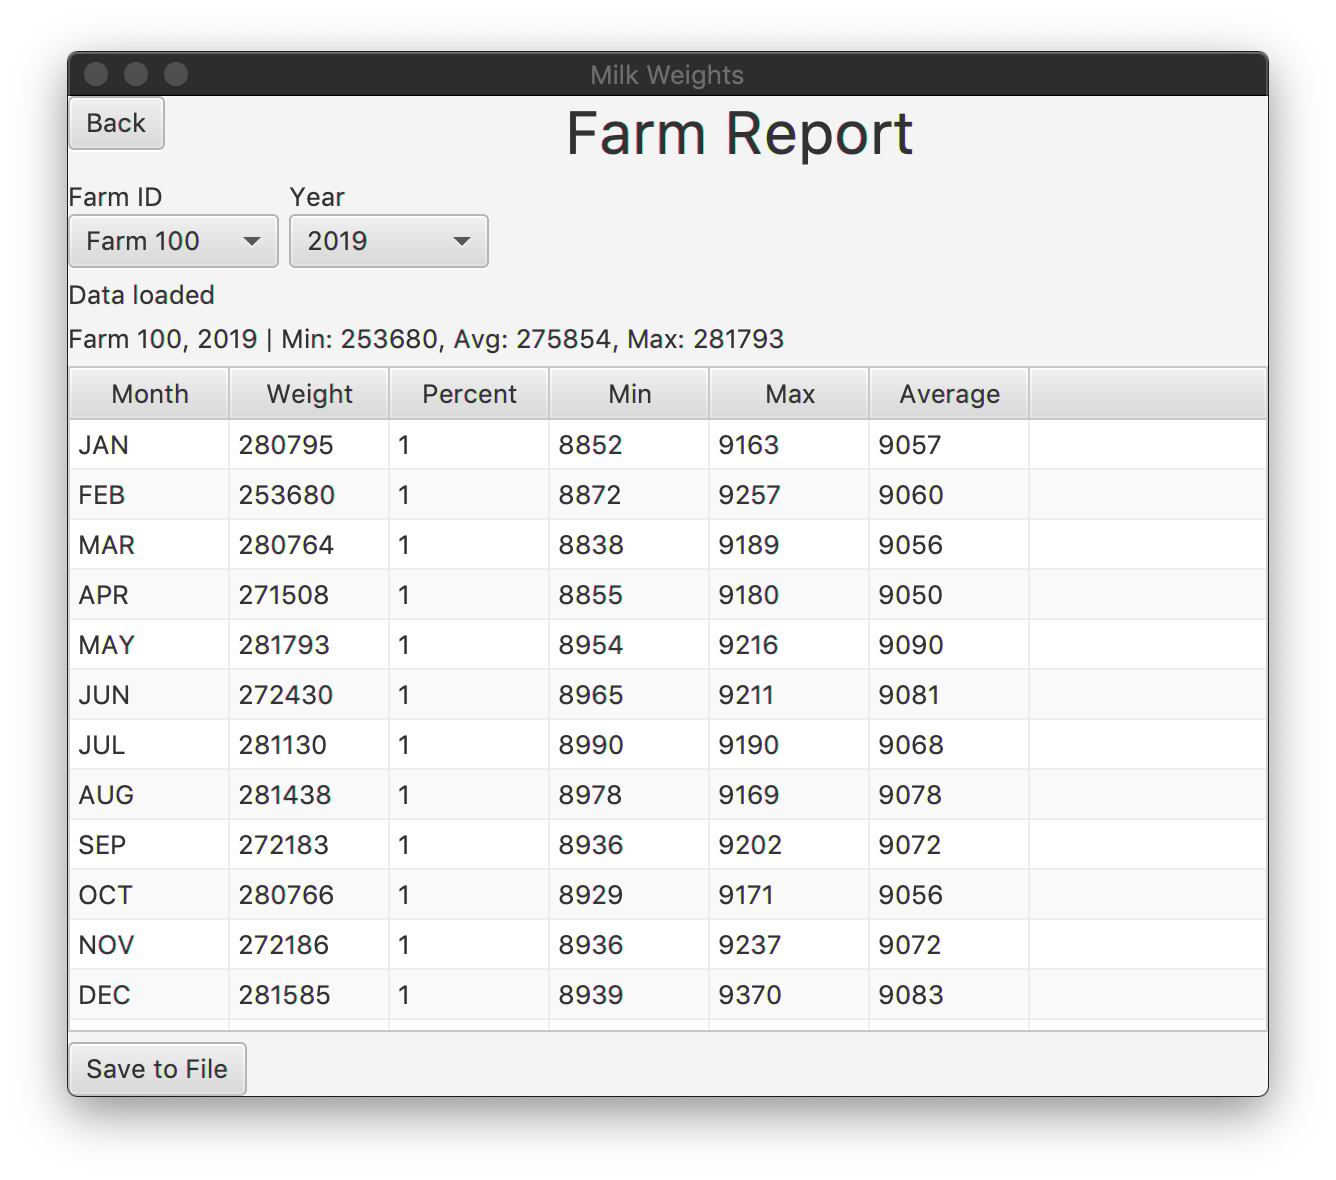 Milk Weights
Back
Farm Report
Farm ID Year
Farm 100 2019
Data loaded
Farm 100, 2019 | Min: 253680, Avg: 275854, Max: 281793
Month Weight Percent Min Max Average
JAN 280795 1 8852 9163 9057
FEB 253680 1 8872 9257 9060
MAR 280764 1 8838 9189 9056
APR 271508 1 8855 9180 9050
MAY 281793 1 8954 9216 9090
JUN 272430 1 8965 9211 9081
JUL 281130 1 8990 9190 9068
AUG 281438 1 8978 9169 9078
SEP 272183 1 8936 9202 9072
OCT 280766 1 8929 9171 9056
NOV 272186 1 8936 9237 9072
DEC 281585 1 8939 9370 9083
Save to File